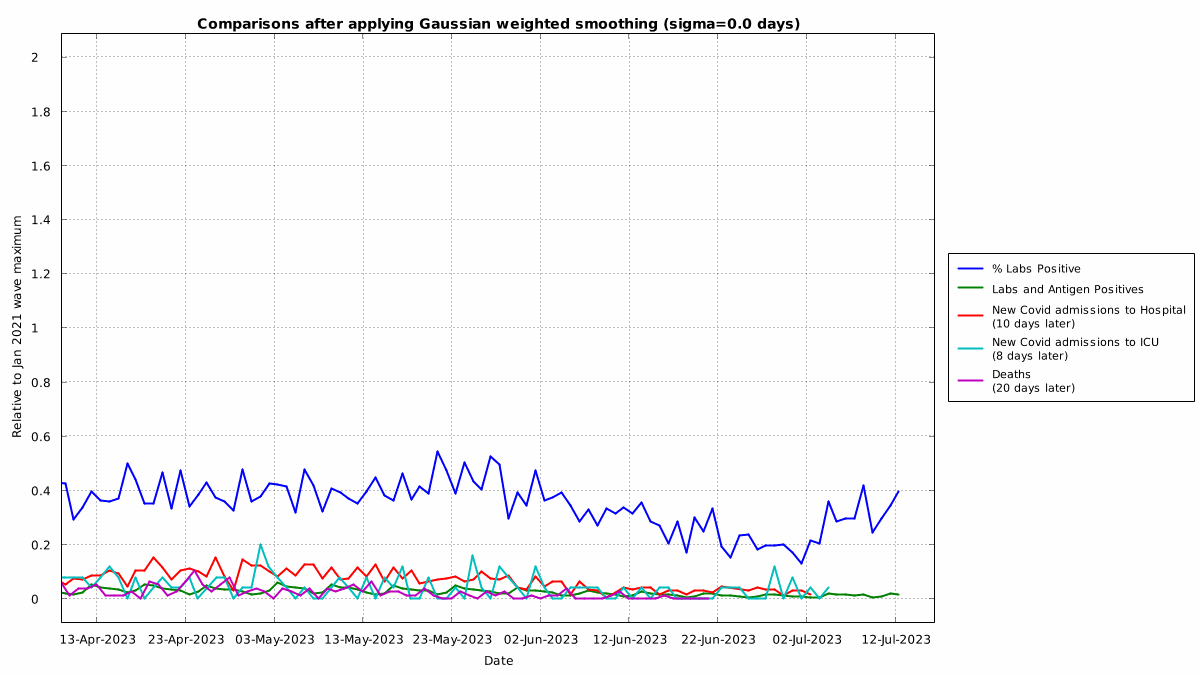 Comparisons after applying Gaussian weighted smoothing (sigma=0.0 days)
2
1.8
1.6
1.4
1.2
1
0.8
0.6
0.4
0.2
0
Relative to Jan 2021 wave maximum
13-Apr-2023 23-Apr-2023 03-May-2023 13-May-2023 23-May-2023 02-Jun-2023 12-Jun-2023 22-Jun-2023 02-Jul-2023 12-Jul-2023
Date
% Labs Positive
Labs and Antigen Positives
New Covid admissions to Hospital
(10 days later)
New Covid admissions to ICU
(8 days later)
Deaths
(20 days later)